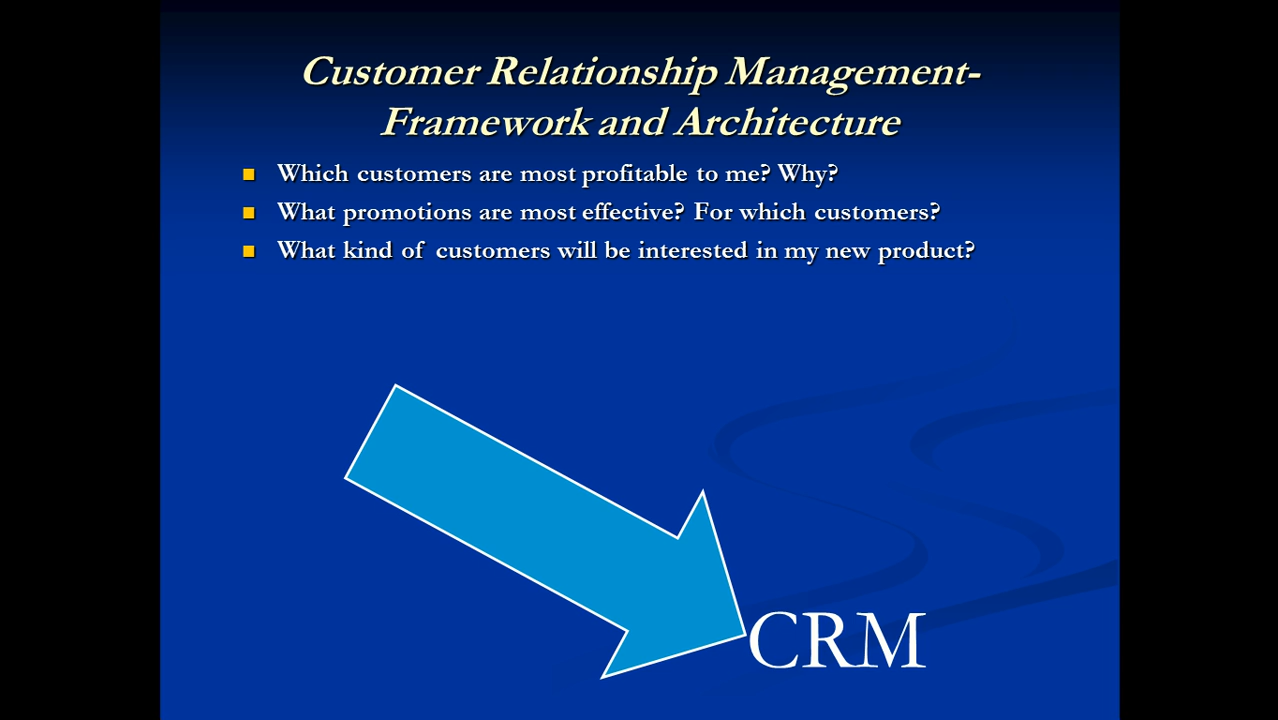 Customer Relationship Management-
Framework and Architecture
Which customers are most profitable to me? Why?
What promotions are most effective? For which customers?
What kind of customers will be interested in my new product?
CRM